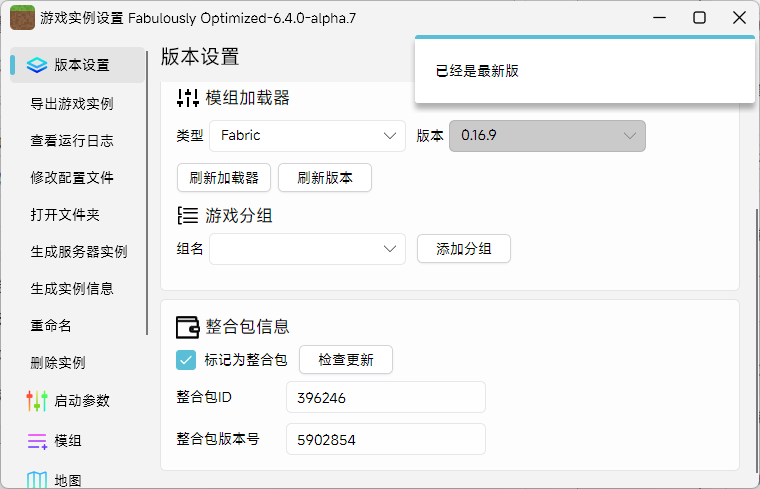 游戏实例设置 Fabulously Optimized-6.4.0-alpha.7
已经是最新版
版本设置
导出游戏实例
查看运行日志
修改配置文件
打开文件夹
生成服务器实例
生成实例信息
重命名
删除实例
启动参数
模组
地图
版本设置
模组加载器
类型 Fabric 版本 0.16.9
刷新加载器 刷新版本
游戏分组
组名 添加分组
整合包信息
标记为整合包 检查更新
整合包ID 396246
整合包版本号 5902854